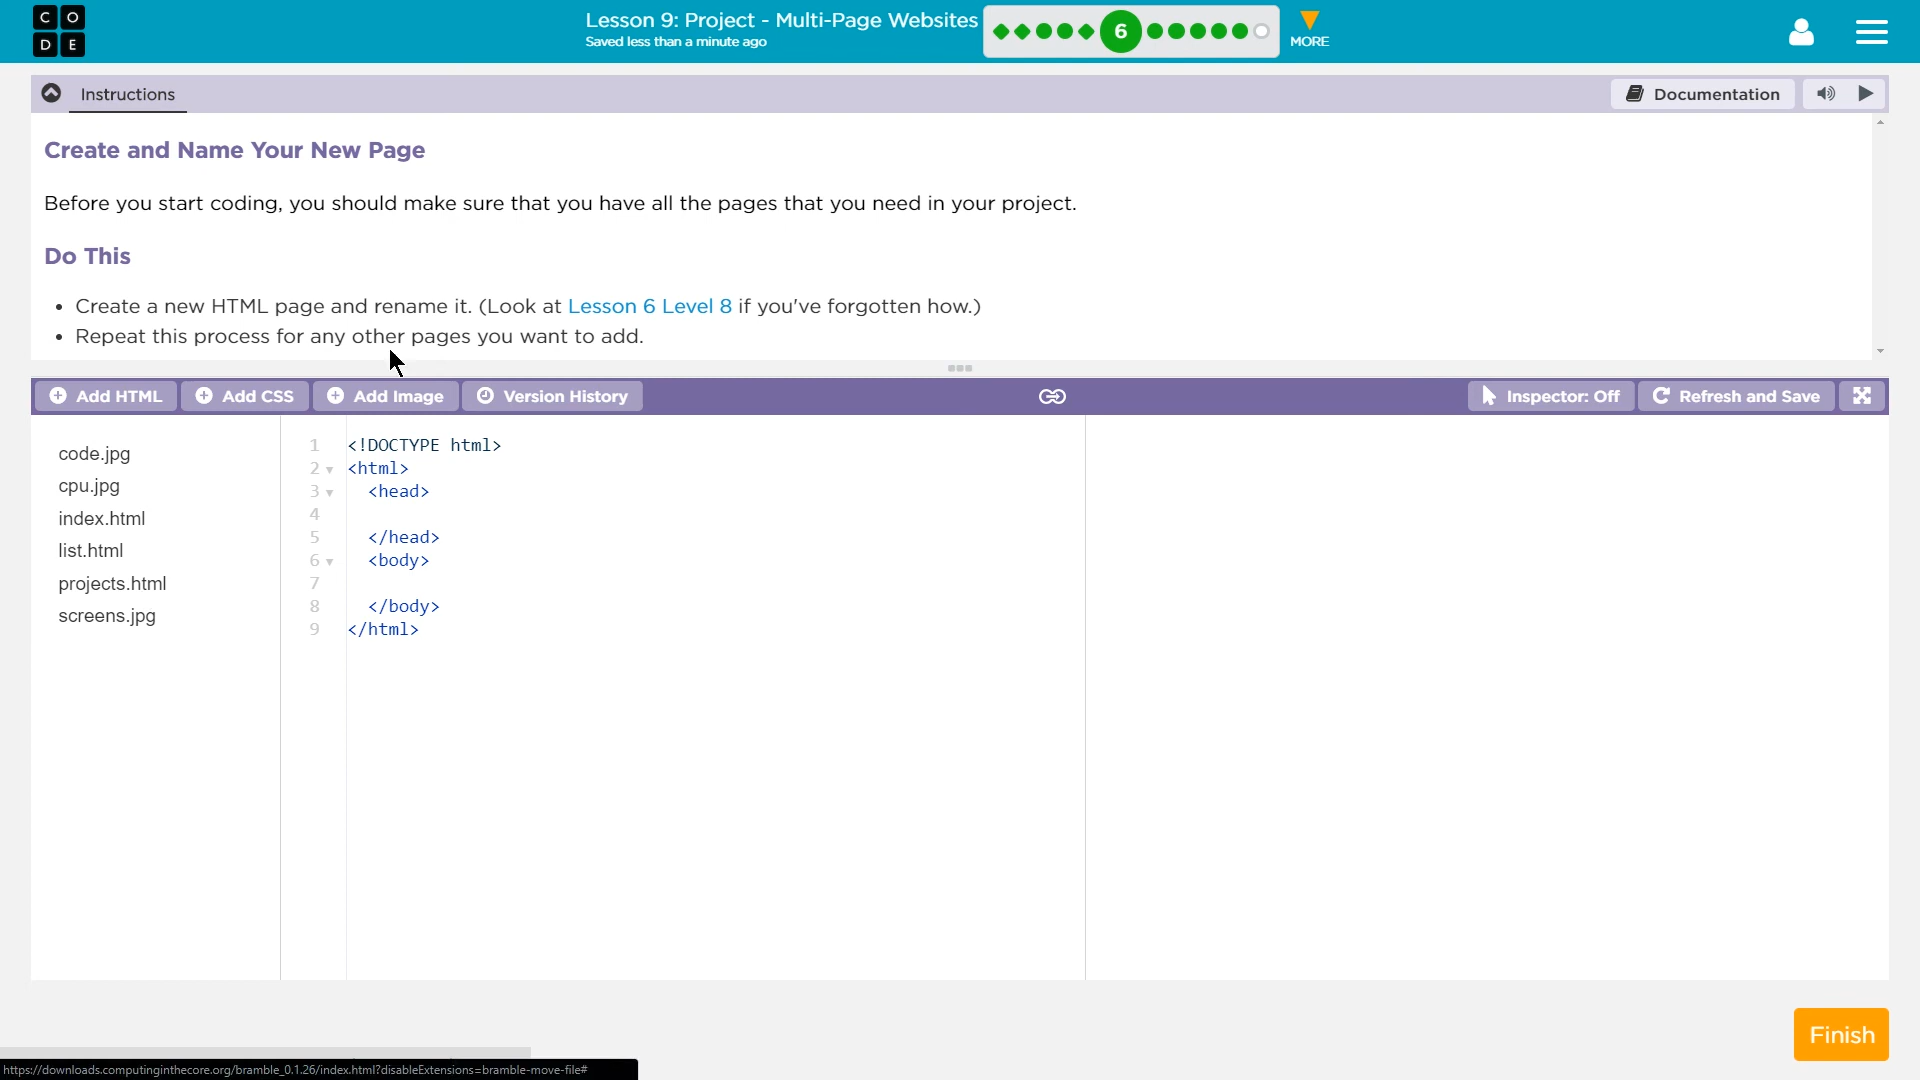 CO
DE
Lesson 9: Project - Multi-Page Websites
Saved less than a minute ago
6
MORE
Instructions
Documentation
Create and Name Your New Page
Before you start coding, you should make sure that you have all the pages that you need in your project.
Do This
• Create a new HTML page and rename it. (Look at Lesson 6 Level 8 if you've forgotten how.)
• Repeat this process for any other pages you want to add.
Add HTML
Add CSS
Add Image
Version History
Inspector: Off
Refresh and Save
code.jpg
cpu.jpg
index.html
list.html
projects.html
screens.jpg
1 <!DOCTYPE html>
2 <html>
3 <head>
4
5 </head>
6 <body>
7
8 </body>
9 </html>
Finish
https://downloads.computinginthecore.org/bramble_0.1.26/index.html?disableExtensions=bramble-move-file#